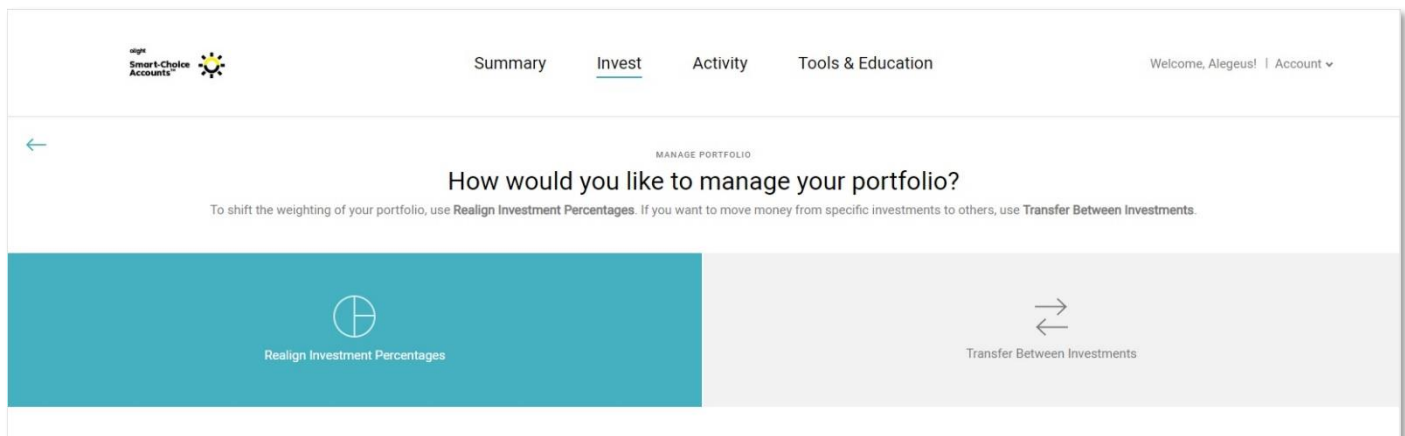 alight
Smart-Choice
Accounts™
Summary Invest Activity Tools & Education
Welcome, Alegeus! | Account
MANAGE PORTFOLIO
How would you like to manage your portfolio?
To shift the weighting of your portfolio, use Realign Investment Percentages. If you want to move money from specific investments to others, use Transfer Between Investments.
Realign Investment Percentages
Transfer Between Investments